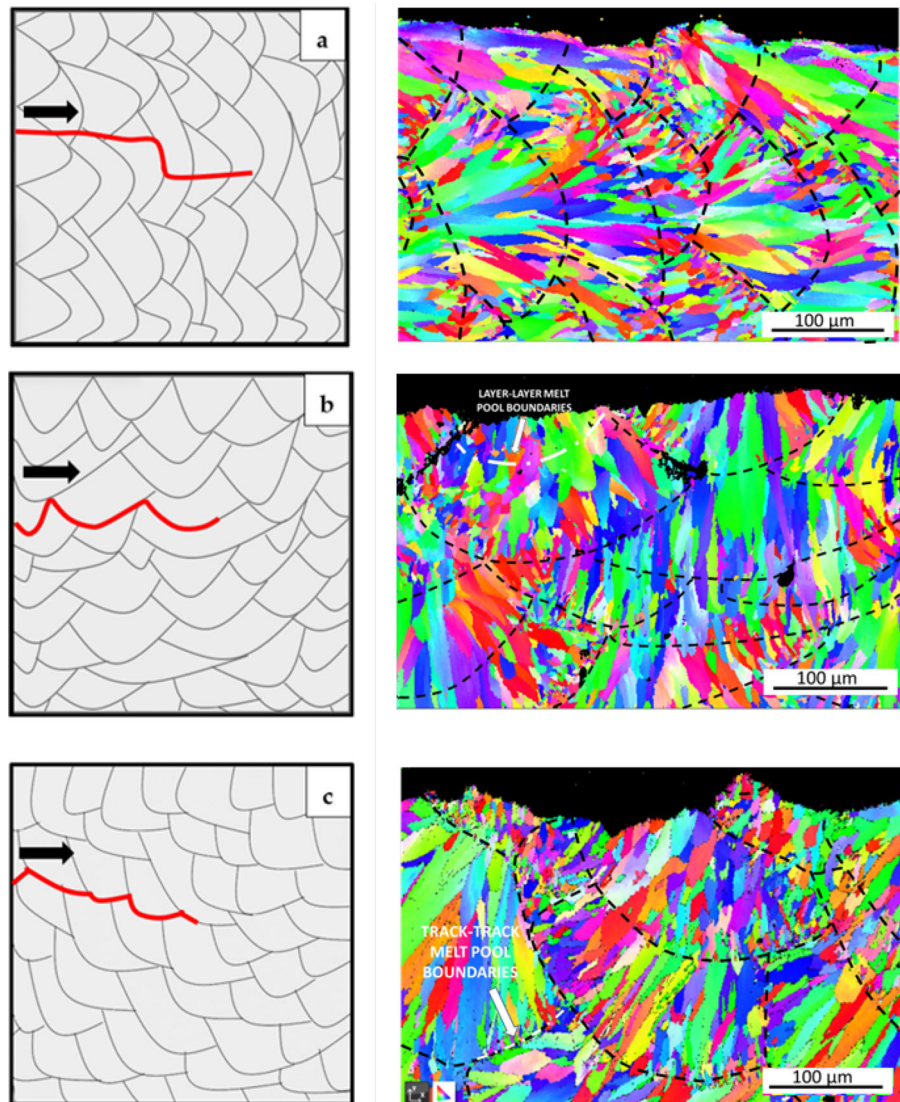 a
100 µm
b
LAYER-LAYER MELT
POOL BOUNDARIES
100 µm
c
TRACK-TRACK
MELT POOL
BOUNDARIES
100 µm